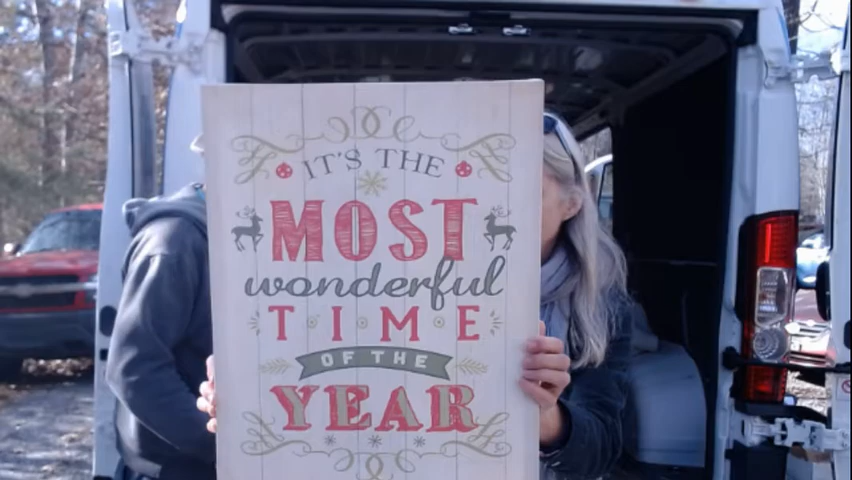 IT'S THE
MOST
wonderful
TIME
OF THE
YEAR